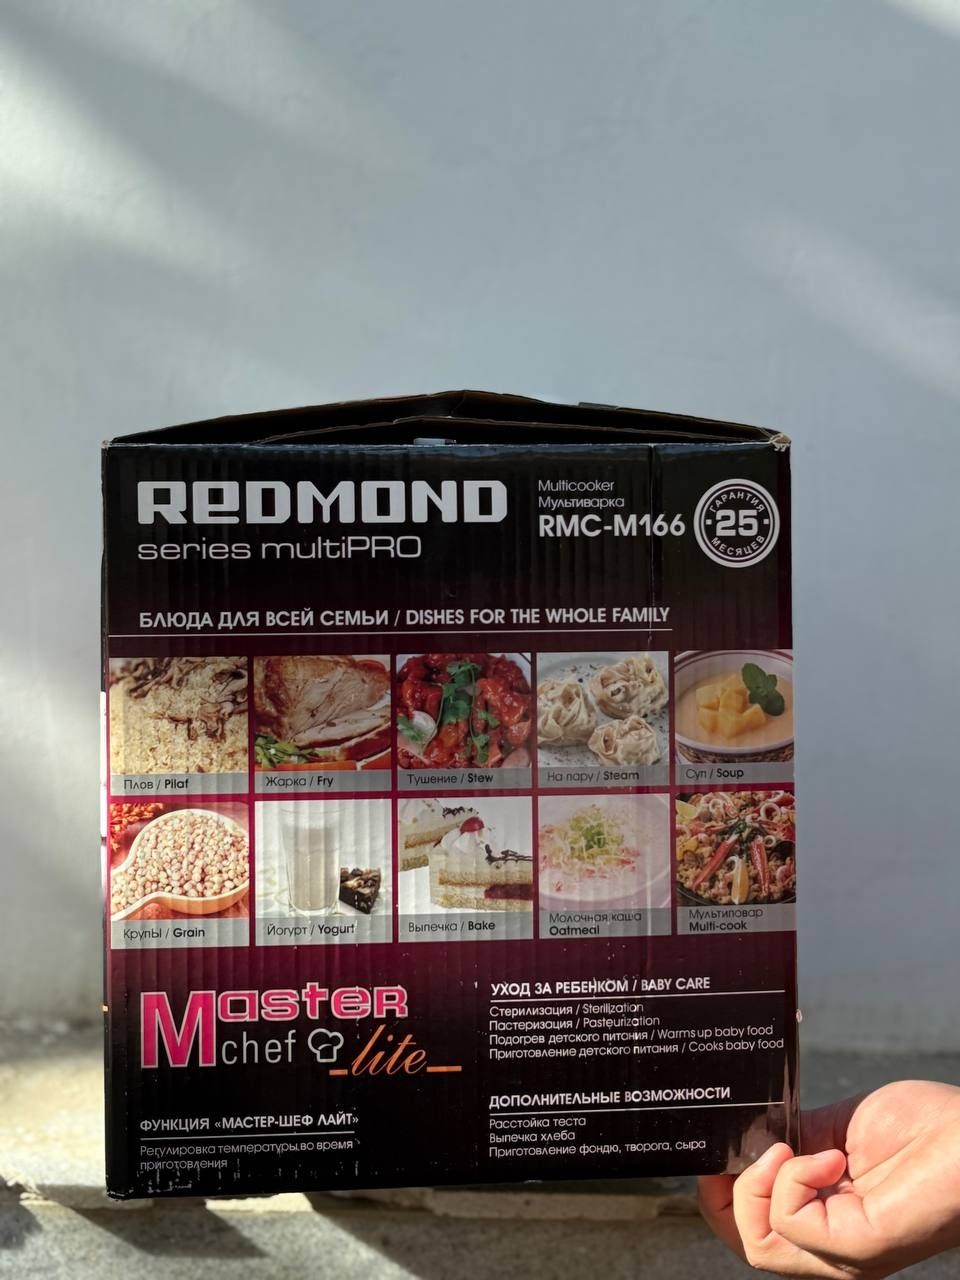 REDMOND
series multiPRO
Multicooker
Мультиварка
RMC-M166
ГАРАНТИЯ
25
МЕСЯЦЕВ
БЛЮДА ДЛЯ ВСЕЙ СЕМЬИ / DISHES FOR THE WHOLE FAMILY
Плов / Pilaf
Жарка / Fry
Тушение / Stew
На пару / Steam
Суп / Soup
Крупы / Grain
Йогурт / Yogurt
Выпечка / Bake
Молочная каша
Oatmeal
Мультиповар
Multi-cook
Master
chef lite
ФУНКЦИЯ «МАСТЕР-ШЕФ ЛАЙТ»
Регулировка температуры во время
приготовления
УХОД ЗА РЕБЕНКОМ / BABY CARE
Стерилизация / Sterilization
Пастеризация / Pasteurization
Подогрев детского питания / Warms up baby food
Приготовление детского питания / Cooks baby food
ДОПОЛНИТЕЛЬНЫЕ ВОЗМОЖНОСТИ
Расстойка теста
Выпечка хлеба
Приготовление фондю, творога, сыра